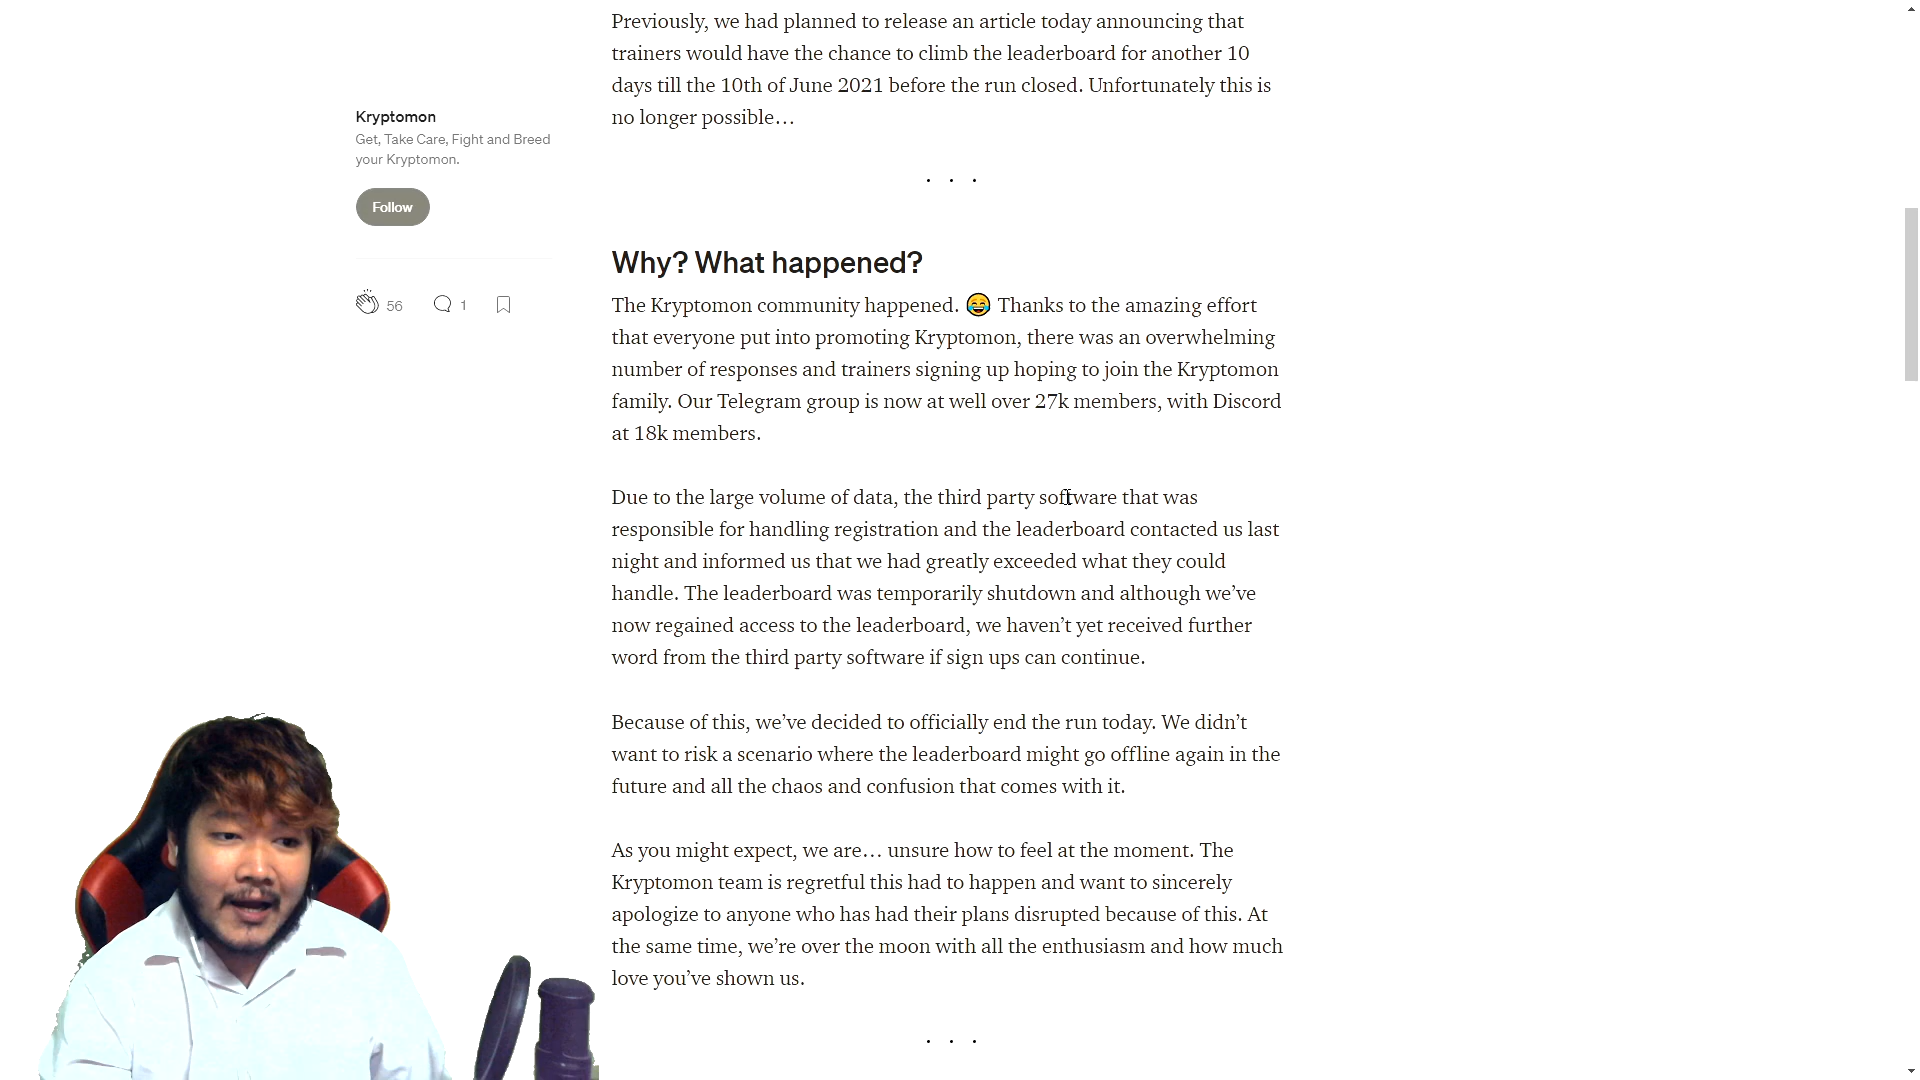 Previously, we had planned to release an article today announcing that
trainers would have the chance to climb the leaderboard for another 10
days till the 10th of June 2021 before the run closed. Unfortunately this is
no longer possible…
Kryptomon
Get, Take Care, Fight and Breed
your Kryptomon.
Follow
56
1
Why? What happened?
The Kryptomon community happened. 😂 Thanks to the amazing effort
that everyone put into promoting Kryptomon, there was an overwhelming
number of responses and trainers signing up hoping to join the Kryptomon
family. Our Telegram group is now at well over 27k members, with Discord
at 18k members.
Due to the large volume of data, the third party software that was
responsible for handling registration and the leaderboard contacted us last
night and informed us that we had greatly exceeded what they could
handle. The leaderboard was temporarily shutdown and although we’ve
now regained access to the leaderboard, we haven’t yet received further
word from the third party software if sign ups can continue.
Because of this, we’ve decided to officially end the run today. We didn’t
want to risk a scenario where the leaderboard might go offline again in the
future and all the chaos and confusion that comes with it.
As you might expect, we are… unsure how to feel at the moment. The
Kryptomon team is regretful this had to happen and want to sincerely
apologize to anyone who has had their plans disrupted because of this. At
the same time, we’re over the moon with all the enthusiasm and how much
love you’ve shown us.